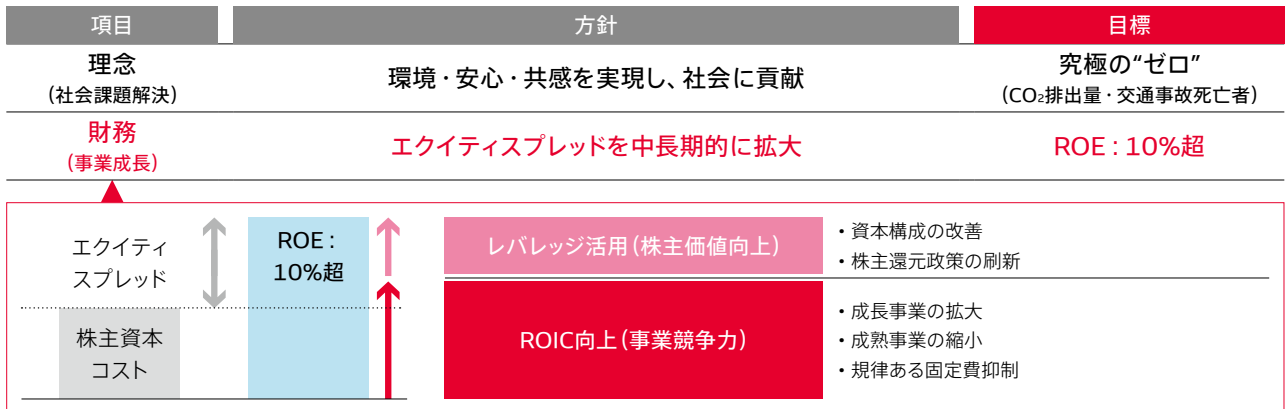 項目 方針 目標
理念
(社会課題解決)
環境・安心・共感を実現し、社会に貢献
究極の“ゼロ”
(CO₂排出量・交通事故死亡者)
財務
(事業成長)
エクイティスプレッドを中長期的に拡大
ROE : 10%超
エクイティ
スプレッド
株主資本
コスト
ROE :
10%超
レバレッジ活用(株主価値向上)
・資本構成の改善
・株主還元政策の刷新
ROIC向上(事業競争力)
・成長事業の拡大
・成熟事業の縮小
・規律ある固定費抑制